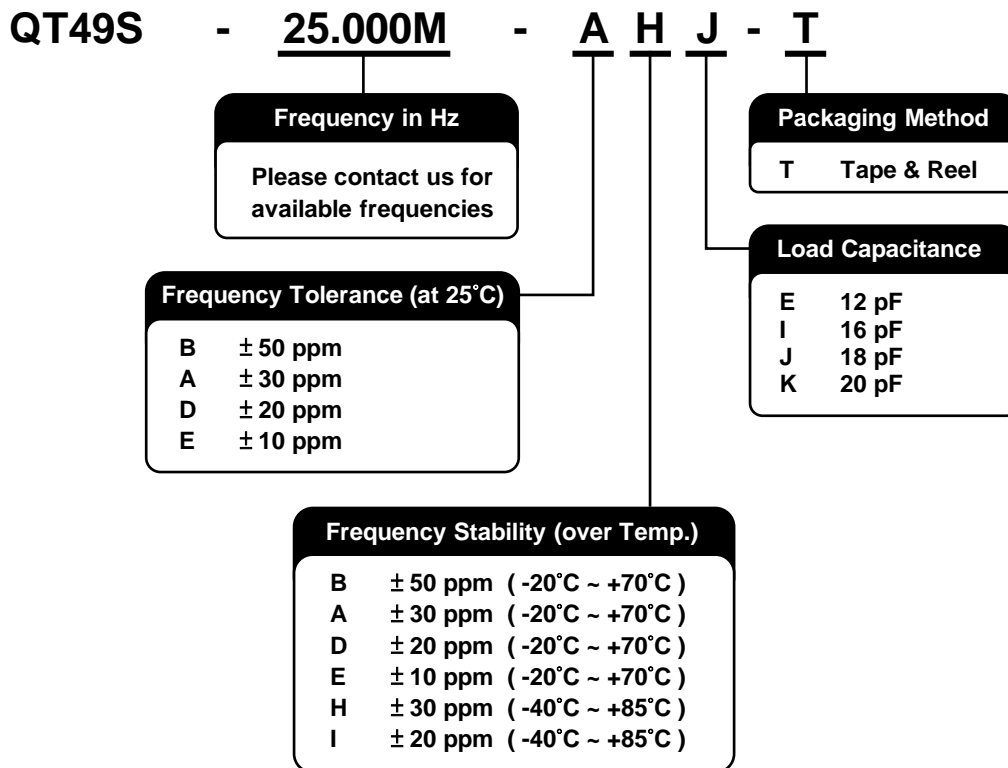 QT49S - 25.000M - A H J - T
Frequency in Hz
Please contact us for
available frequencies
Packaging Method
T Tape & Reel
Load Capacitance
E 12 pF
I 16 pF
J 18 pF
K 20 pF
Frequency Tolerance (at 25°C)
B ± 50 ppm
A ± 30 ppm
D ± 20 ppm
E ± 10 ppm
Frequency Stability (over Temp.)
B ± 50 ppm ( -20°C ~ +70°C )
A ± 30 ppm ( -20°C ~ +70°C )
D ± 20 ppm ( -20°C ~ +70°C )
E ± 10 ppm ( -20°C ~ +70°C )
H ± 30 ppm ( -40°C ~ +85°C )
I ± 20 ppm ( -40°C ~ +85°C )